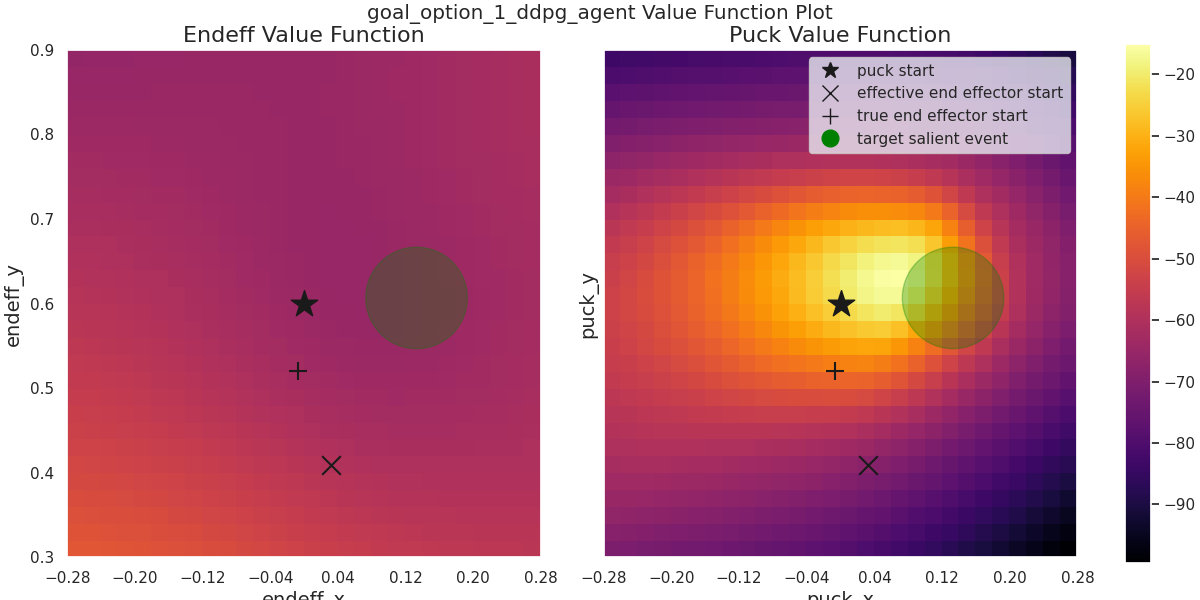 goal_option_1_ddpg_agent Value Function Plot
Endeff Value Function
Puck Value Function
0.9
0.8
0.7
0.6
0.5
0.4
0.3
endeff_y
−0.28 −0.20 −0.12 −0.04 0.04 0.12 0.20 0.28
endeff_x
puck start
effective end effector start
true end effector start
target salient event
puck_y
−0.28 −0.20 −0.12 −0.04 0.04 0.12 0.20 0.28
puck_x
−20
−30
−40
−50
−60
−70
−80
−90